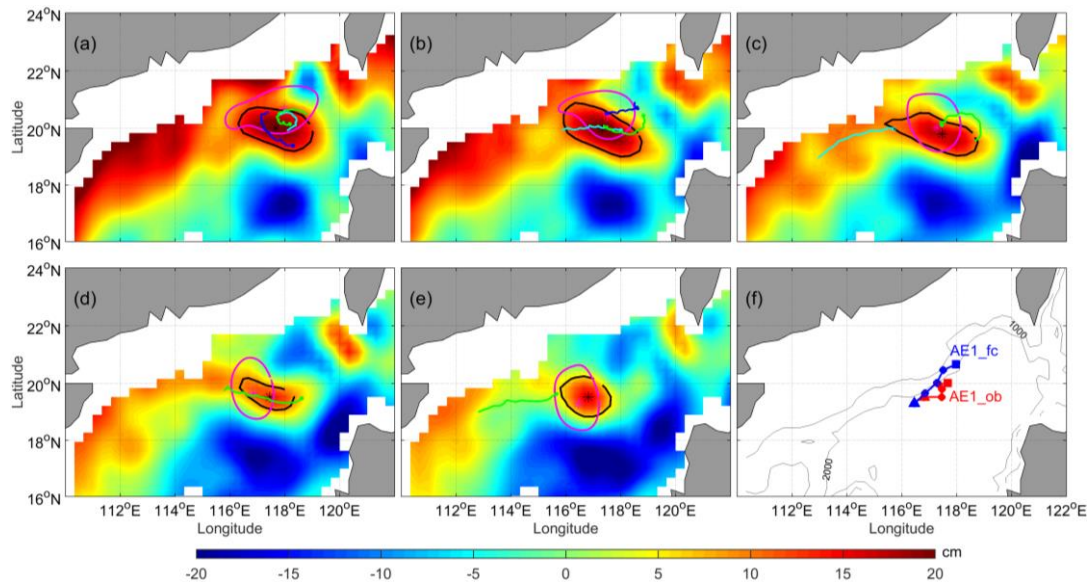 24°N
22°N
20°N
18°N
16°N
Latitude
(a)
(b)
(c)
24°N
22°N
20°N
18°N
16°N
Latitude
(d)
(e)
(f)
1000
AE1_fc
AE1_ob
2000
112°E 114°E 116°E 118°E 120°E
112°E 114°E 116°E 118°E 120°E
112°E 114°E 116°E 118°E 120°E 122°E
Longitude
Longitude
Longitude
cm
-20 -15 -10 -5 0 5 10 15 20